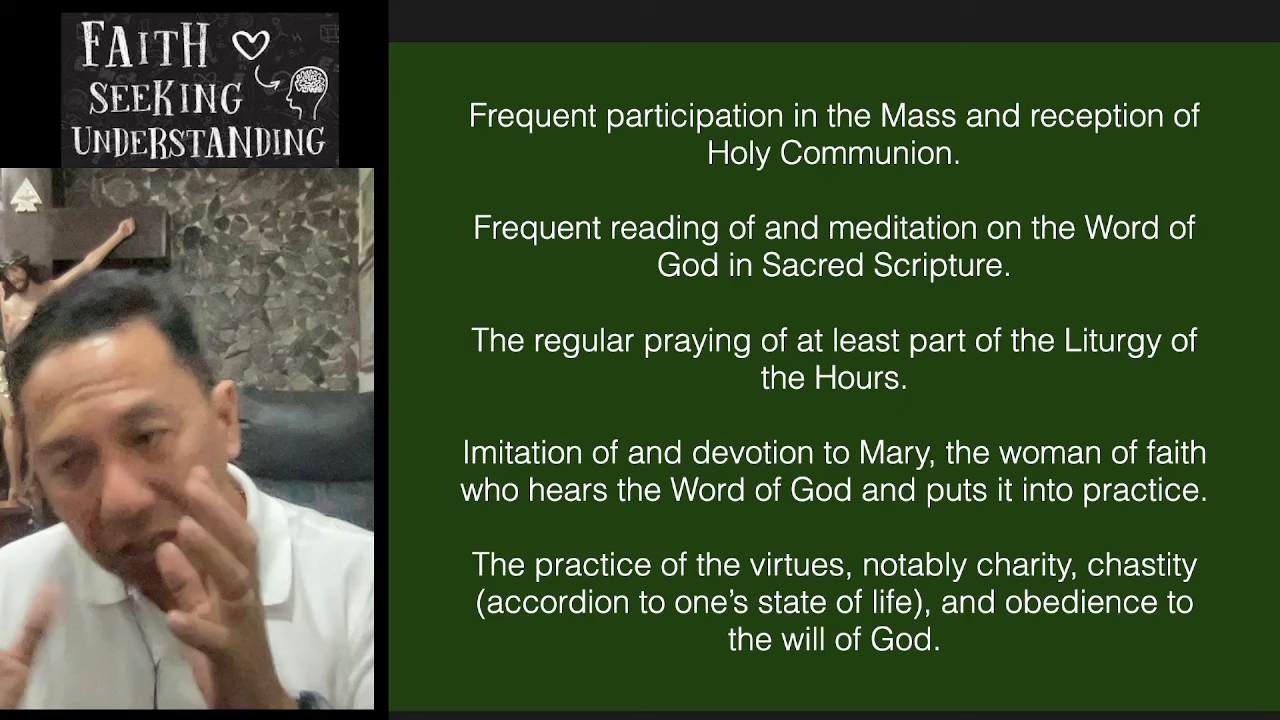 FAITH
SEEKING
UNDERSTANDING
Frequent participation in the Mass and reception of
Holy Communion.
Frequent reading of and meditation on the Word of
God in Sacred Scripture.
The regular praying of at least part of the Liturgy of
the Hours.
Imitation of and devotion to Mary, the woman of faith
who hears the Word of God and puts it into practice.
The practice of the virtues, notably charity, chastity
(accordion to one’s state of life), and obedience to
the will of God.